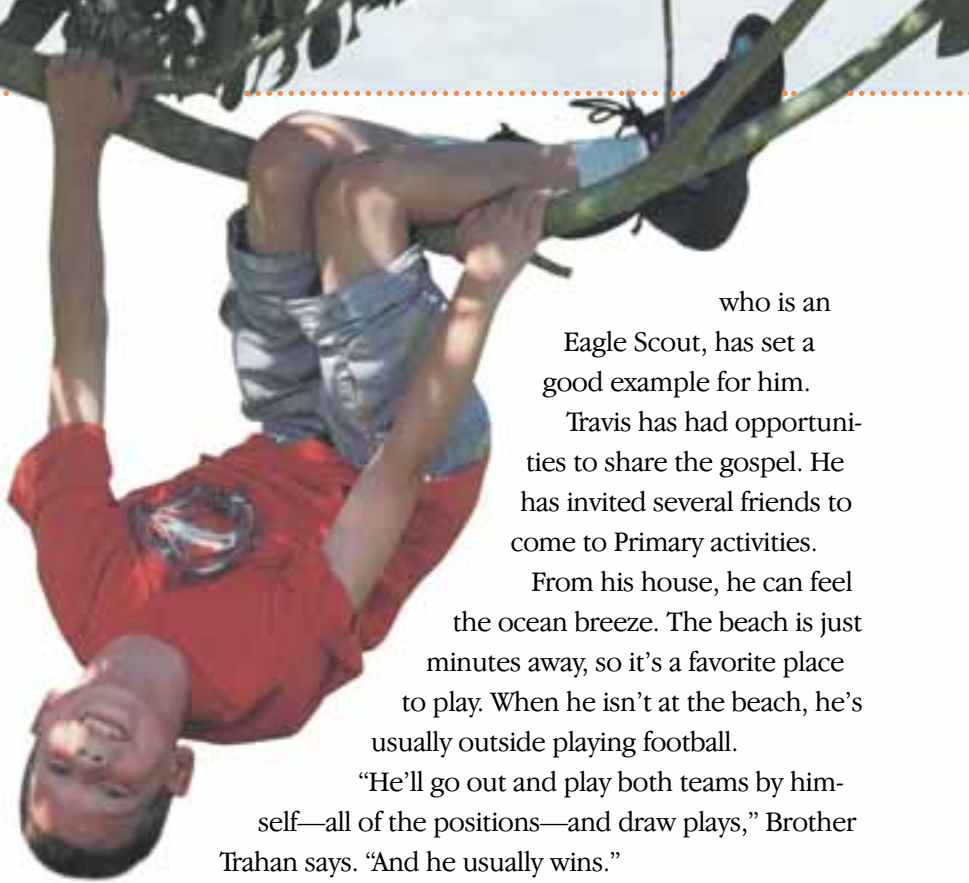 who is an
Eagle Scout, has set a
good example for him.
Travis has had opportuni-
ties to share the gospel. He
has invited several friends to
come to Primary activities.
From his house, he can feel
the ocean breeze. The beach is just
minutes away, so it’s a favorite place
to play. When he isn’t at the beach, he’s
usually outside playing football.
“He’ll go out and play both teams by him-
self—all of the positions—and draw plays,” Brother
Trahan says. “And he usually wins.”